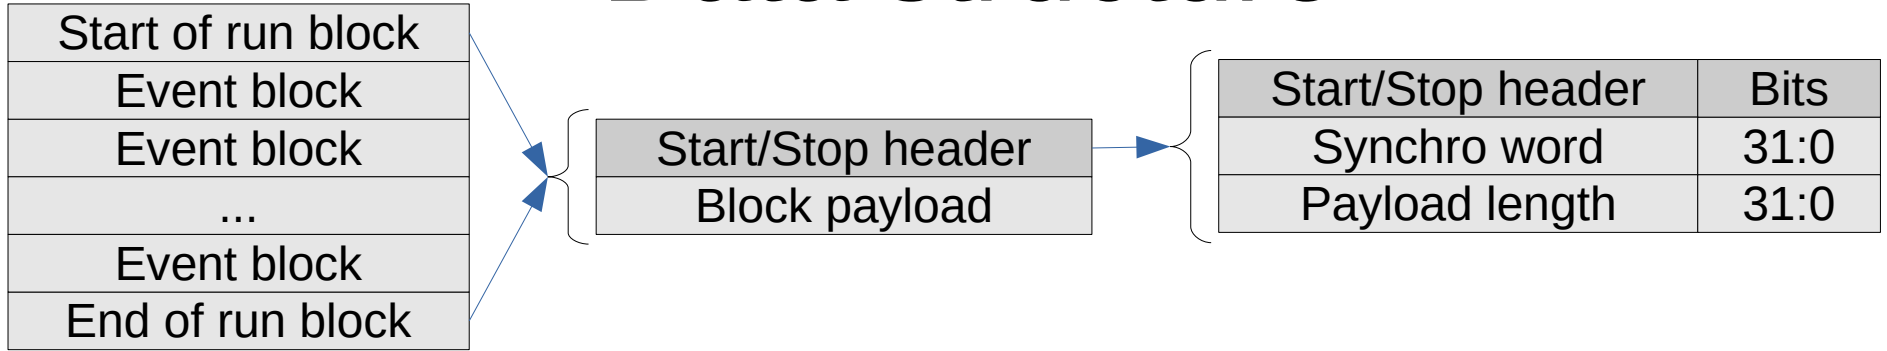 Start of run block
Event block
Event block
...
Event block
End of run block
Start/Stop header
Block payload
Start/Stop header Bits
Synchro word 31:0
Payload length 31:0